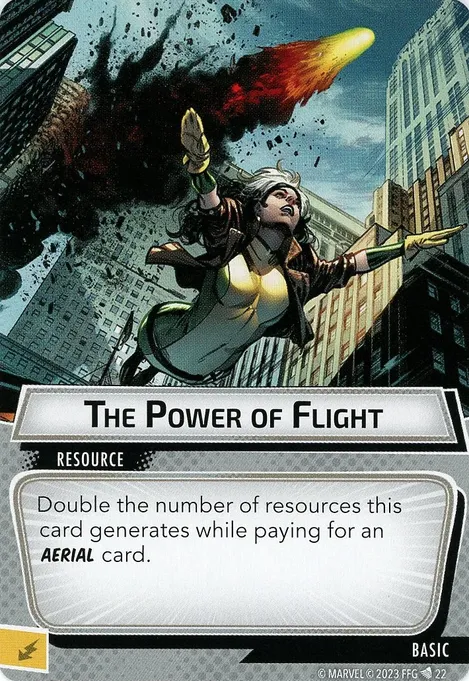 THE POWER OF FLIGHT
RESOURCE
Double the number of resources this
card generates while paying for an
AERIAL card.
BASIC
© MARVEL © 2023 FFG 22